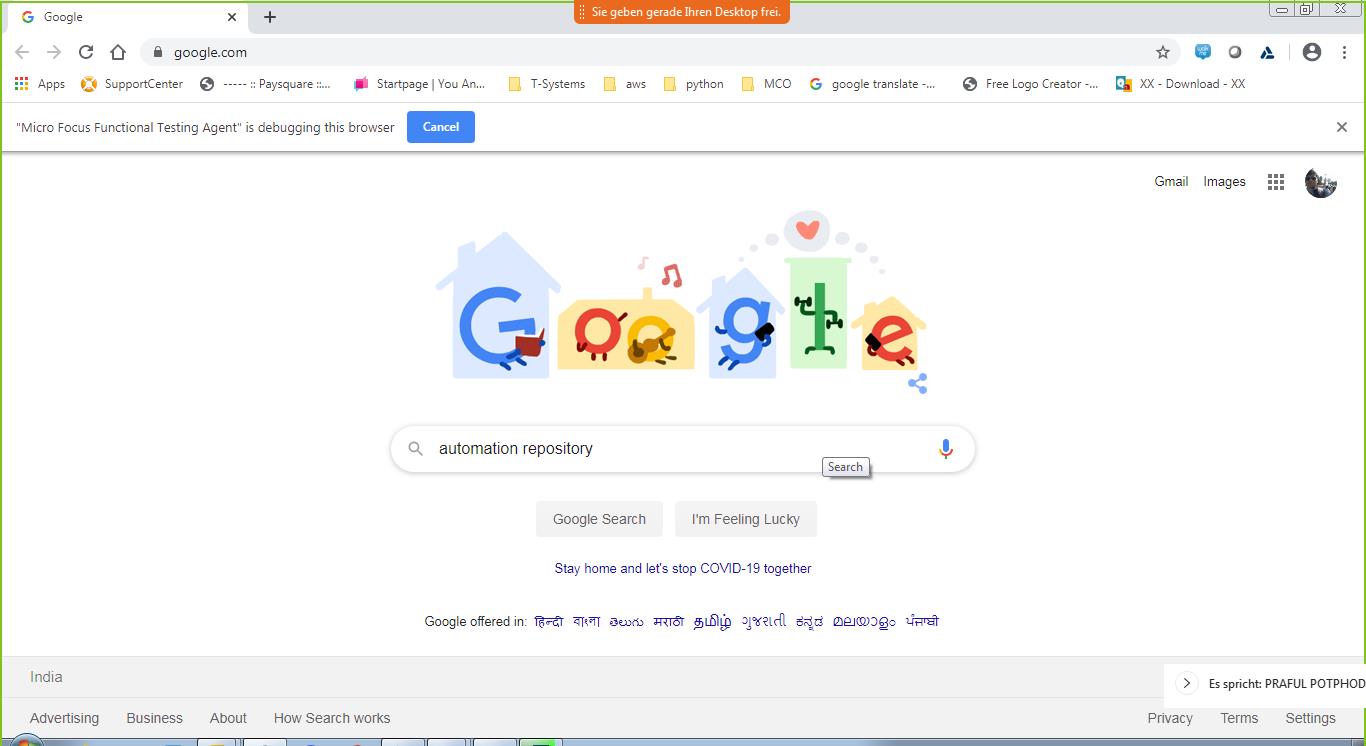 Google
Sie geben gerade Ihren Desktop frei.
google.com
Apps SupportCenter ----- :: Paysquare ::... Startpage | You An... T-Systems aws python MCO google translate -... Free Logo Creator -... XX - Download - XX
"Micro Focus Functional Testing Agent" is debugging this browser Cancel
Gmail Images
Google
automation repository
Search
Google Search I'm Feeling Lucky
Stay home and let's stop COVID-19 together
Google offered in: हिन्दी বাংলা తెలుగు मराठी தமிழ் ગુજરાતી ಕನ್ನಡ മലയാളം ਪੰਜਾਬੀ
India
Es spricht: PRAFUL POTPHOD
Advertising Business About How Search works Privacy Terms Settings